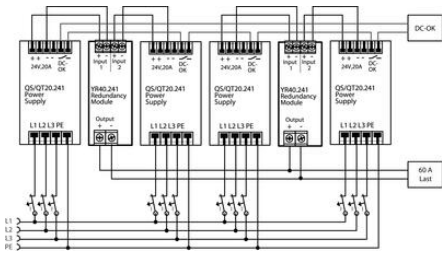 DC-OK
+ + - -
24V,20A
DC-OK
QS/QT20.241
Power
Supply
L1 L2 L3 PE
+ - + -
Input 1
Input 2
YR40.241
Redundancy
Module
Output
+ -
+ + - -
24V,20A
DC-OK
QS/QT20.241
Power
Supply
L1 L2 L3 PE
+ + - -
24V,20A
DC-OK
QS/QT20.241
Power
Supply
L1 L2 L3 PE
+ - + -
Input 1
Input 2
YR40.241
Redundancy
Module
Output
+ -
+ + - -
24V,20A
DC-OK
QS/QT20.241
Power
Supply
L1 L2 L3 PE
60 A
Last
L1
L2
L3
PE